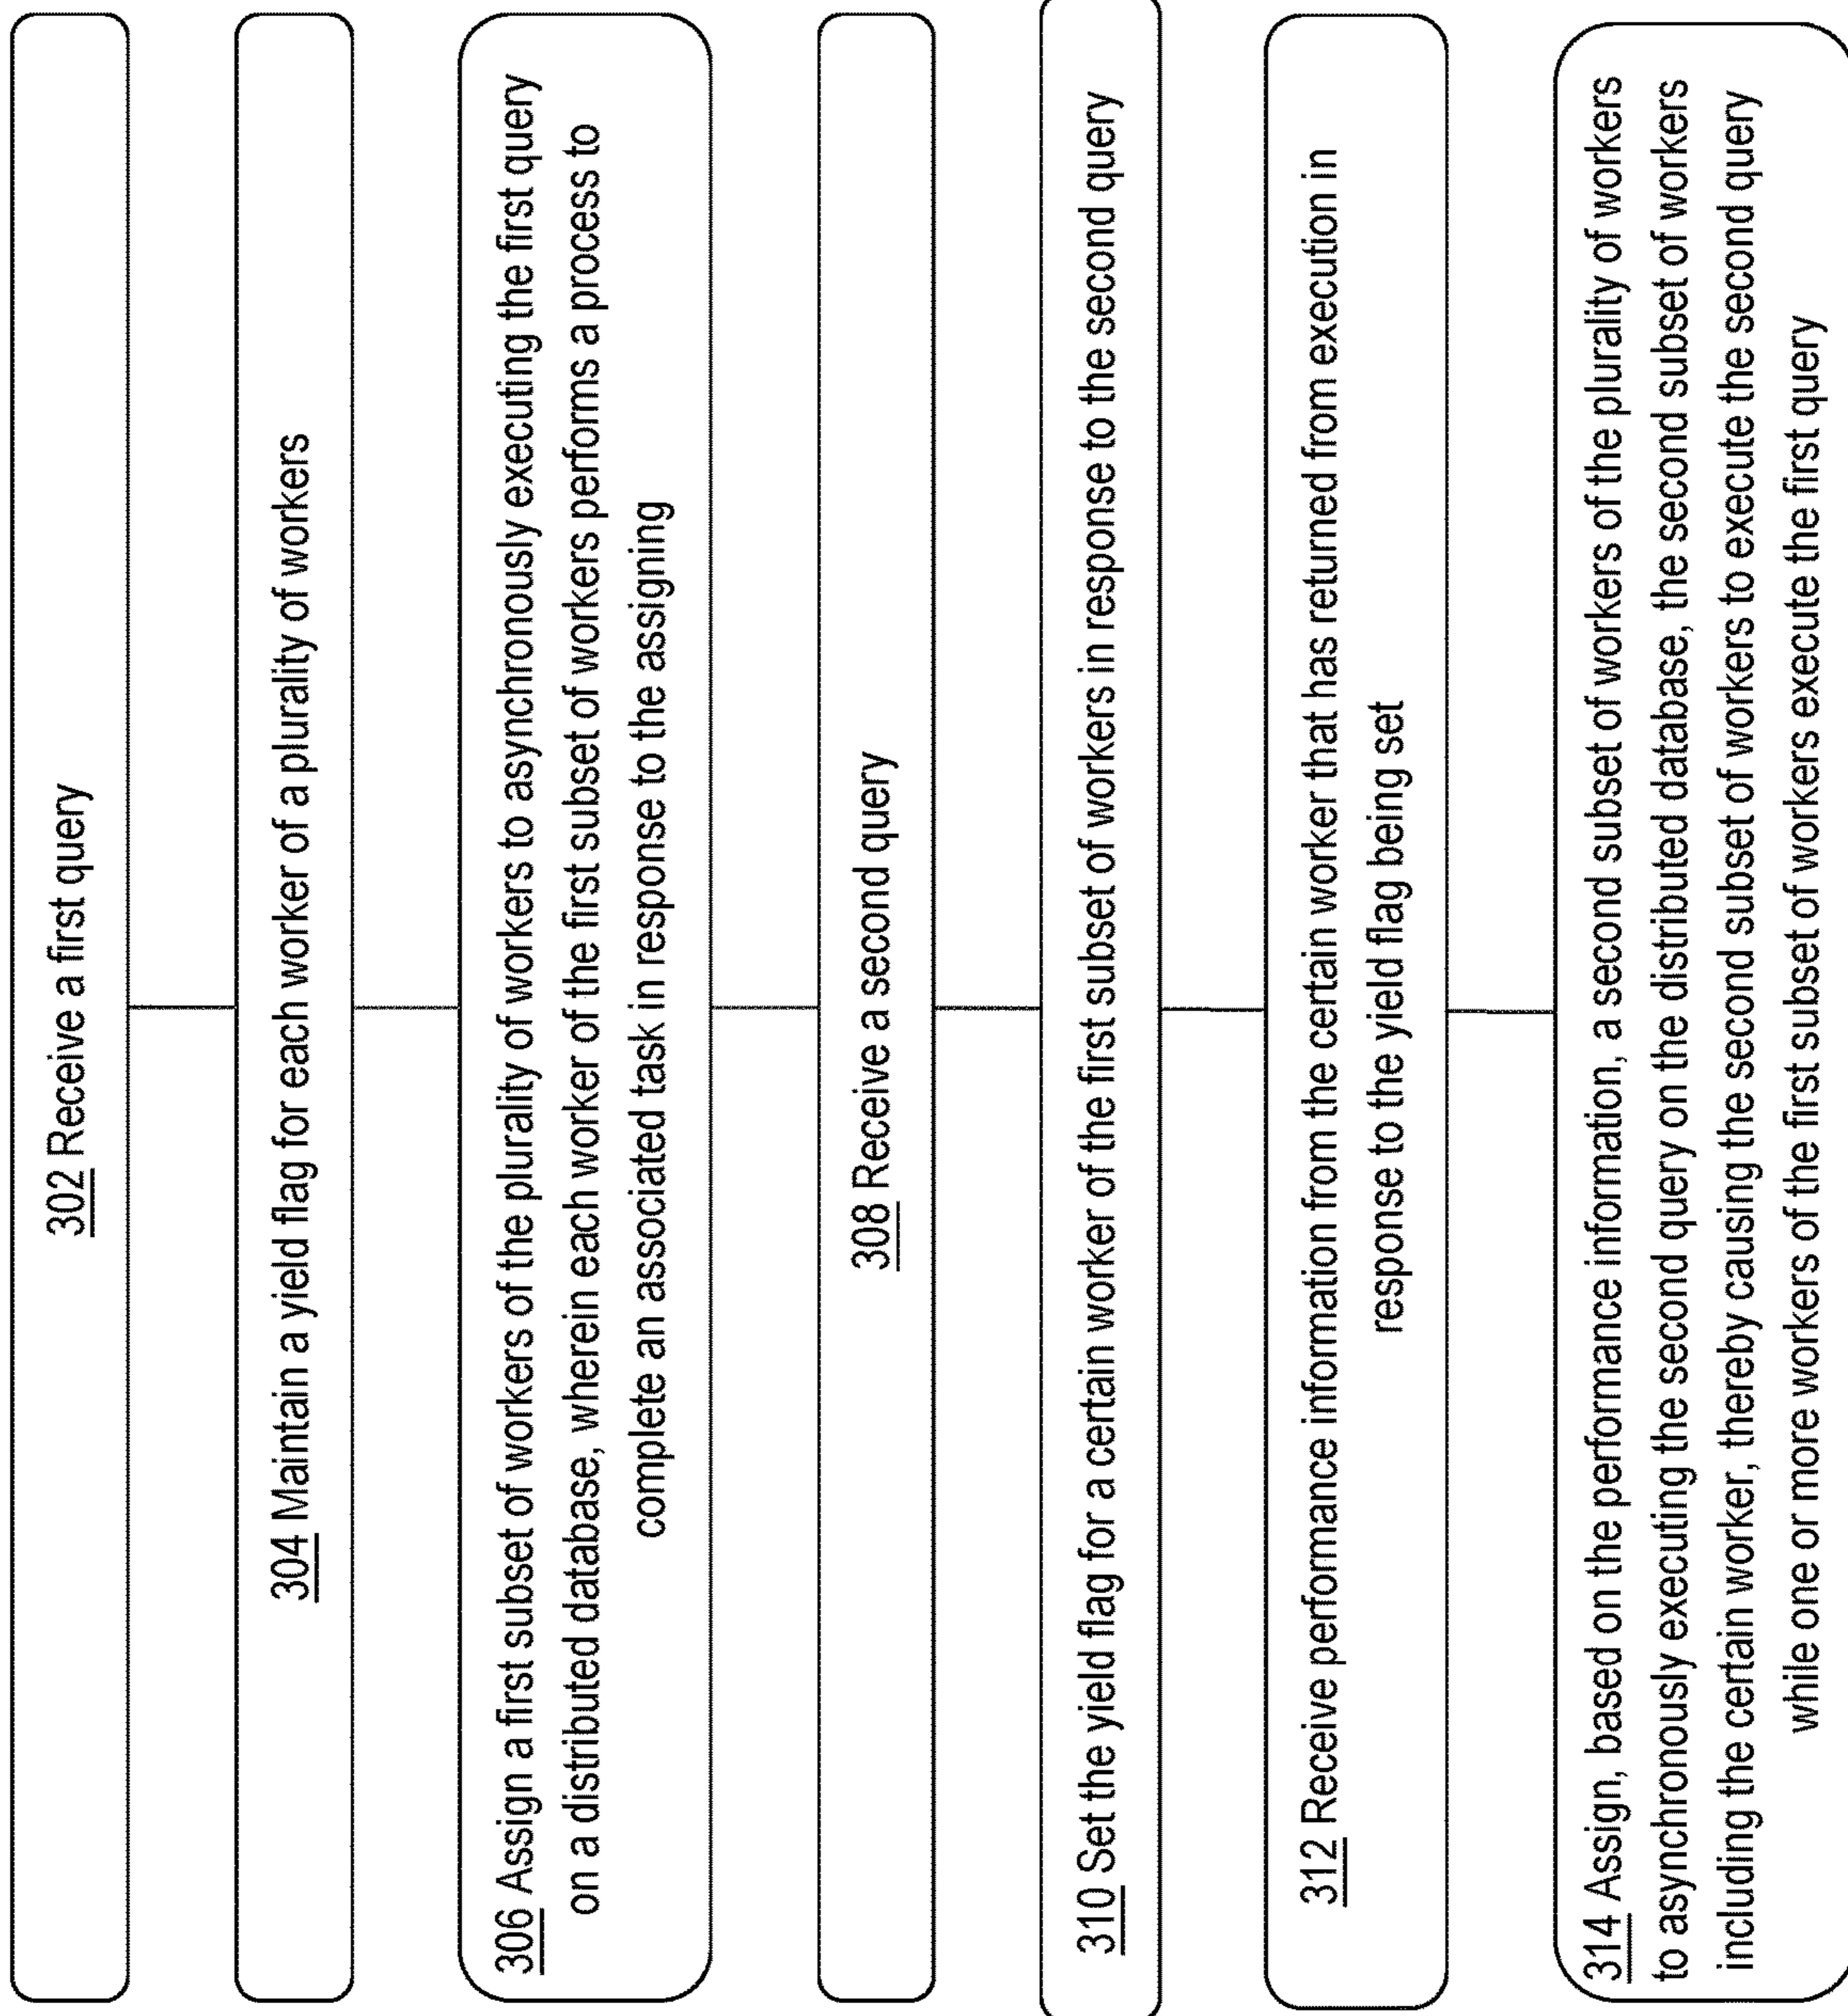 302 Receive a first query
304 Maintain a yield flag for each worker of a plurality of workers
306 Assign a first subset of workers of the plurality of workers to asynchronously executing the first query
on a distributed database, wherein each worker of the first subset of workers performs a process to
complete an associated task in response to the assigning
308 Receive a second query
310 Set the yield flag for a certain worker of the first subset of workers in response to the second query
312 Receive performance information from the certain worker that has returned from execution in
response to the yield flag being set
314 Assign, based on the performance information, a second subset of workers of the plurality of workers
to asynchronously executing the second query on the distributed database, the second subset of workers
including the certain worker, thereby causing the second subset of workers to execute the second query
while one or more workers of the first subset of workers execute the first query